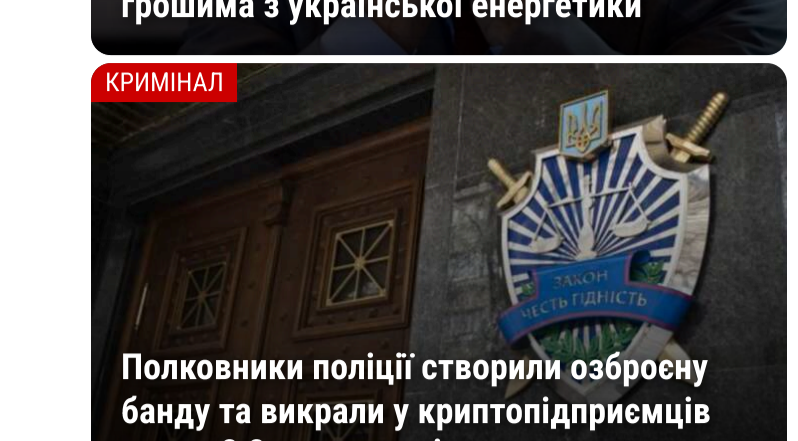 грошима з української енергетики
КРИМІНАЛ
ЗАКОН
ЧЕСТЬ ГІДНІСТЬ
Полковники поліції створили озброєну
банду та викрали у криптопідприємців